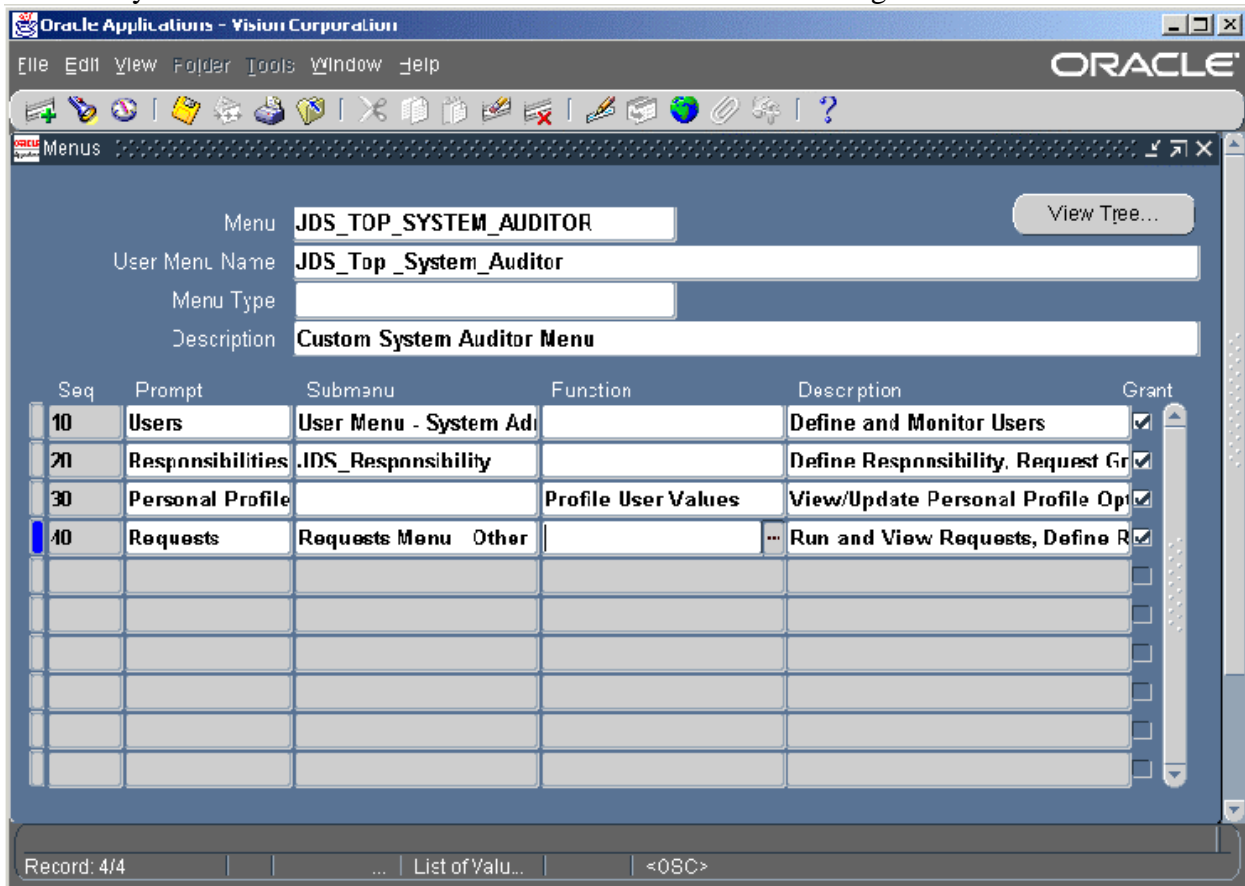 Oracle Applications - Vision Corporation
File Edit View Folder Tools Window Help
ORACLE
Menus
Menu JDS_TOP_SYSTEM_AUDITOR View Tree...
User Menu Name JDS_Top _System_Auditor
Menu Type
Description Custom System Auditor Menu
Seq Prompt Submenu Function Description Grant
10 Users User Menu - System Adı Define and Monitor Users
20 Responsibilities JDS_Responsibility Define Responsibility, Request Gr
30 Personal Profile Profile User Values View/Update Personal Profile Opt
40 Requests Requests Menu Other ... Run and View Requests, Define R
Record: 4/4 ... List of Valu... <OSC>